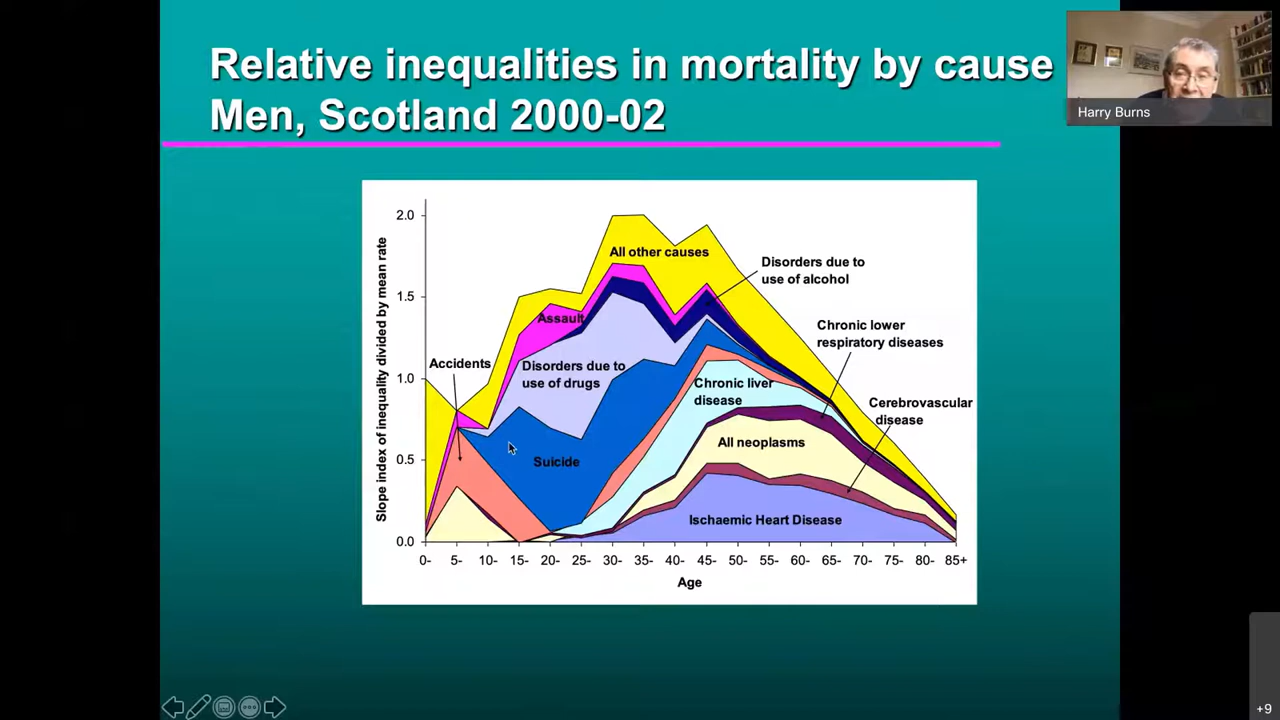 Relative inequalities in mortality by cause
Men, Scotland 2000-02
Harry Burns
Slope index of inequality divided by mean rate
2.0
1.5
1.0
0.5
0.0
All other causes
Disorders due to
use of alcohol
Assault
Chronic lower
respiratory diseases
Accidents
Disorders due to
use of drugs
Chronic liver
disease
Cerebrovascular
disease
All neoplasms
Suicide
Ischaemic Heart Disease
0- 5- 10- 15- 20- 25- 30- 35- 40- 45- 50- 55- 60- 65- 70- 75- 80- 85+
Age
+9